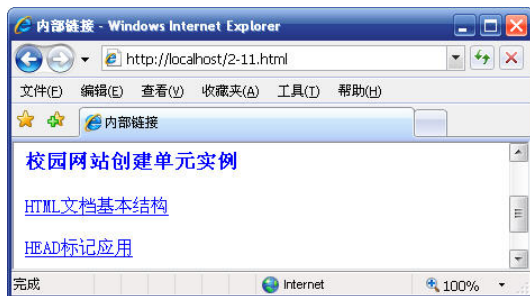 内部链接 - Windows Internet Explorer
http://localhost/2-11.html
文件(F) 编辑(E) 查看(V) 收藏夹(A) 工具(T) 帮助(H)
内部链接
校园网站创建单元实例
HTML文档基本结构
HEAD标记应用
完成 Internet 100%